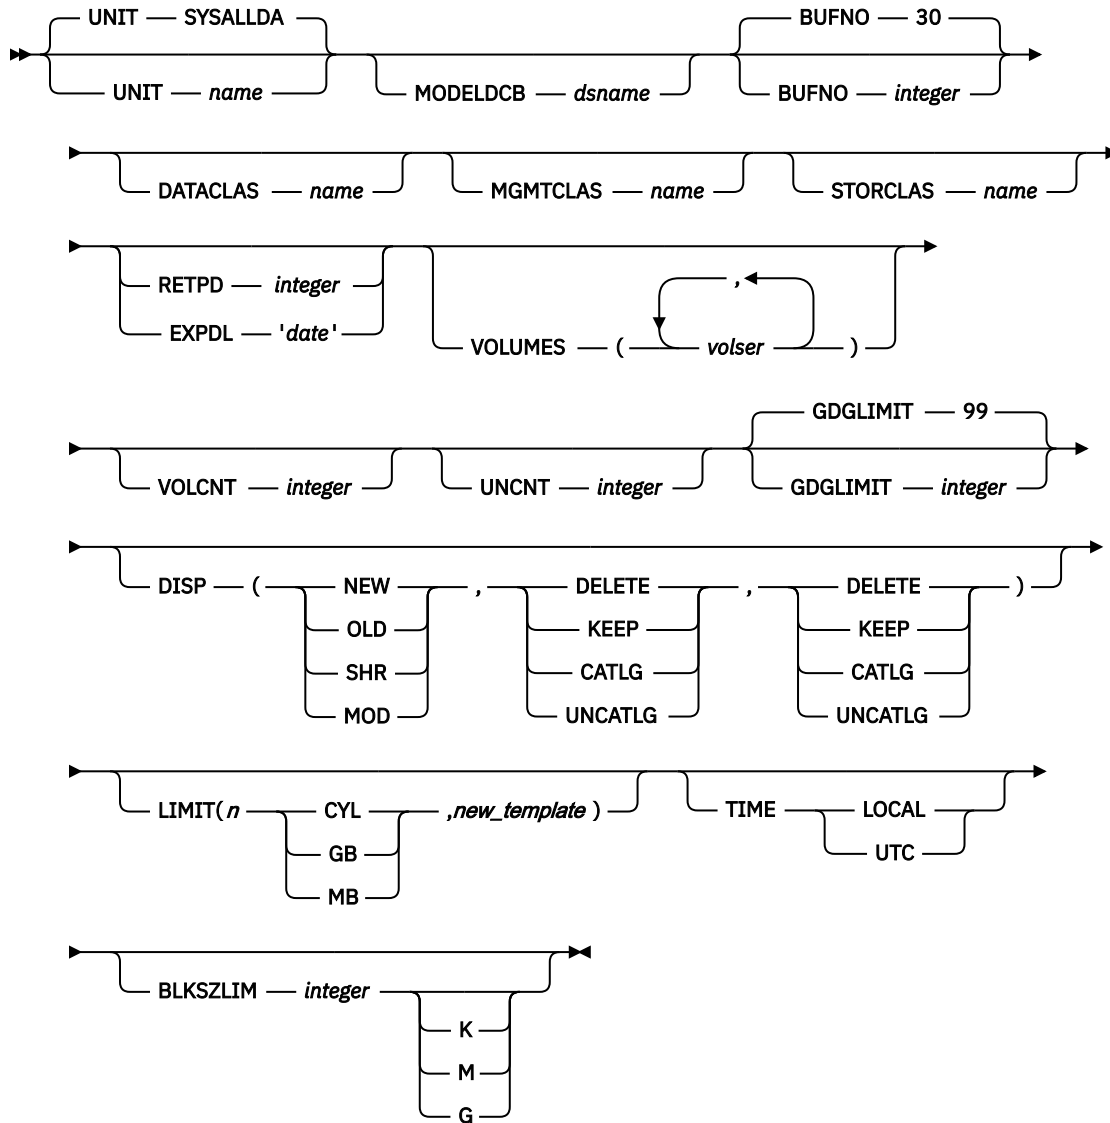 UNIT SYSALLDA BUFNO 30
UNIT name MODELDCB dsname BUFNO integer
DATACLAS name MGMTCLAS name STORCLAS name
RETPD integer ,
EXPDL 'date' VOLUMES ( volser )
GDGLIMIT 99
VOLCNT integer UNCNT integer GDGLIMIT integer
DISP ( NEW , DELETE , DELETE )
OLD KEEP KEEP
SHR CATLG CATLG
MOD UNCATLG UNCATLG
LIMIT(n CYL ,new_template ) TIME LOCAL
GB UTC
MB
BLKSZLIM integer
K
M
G